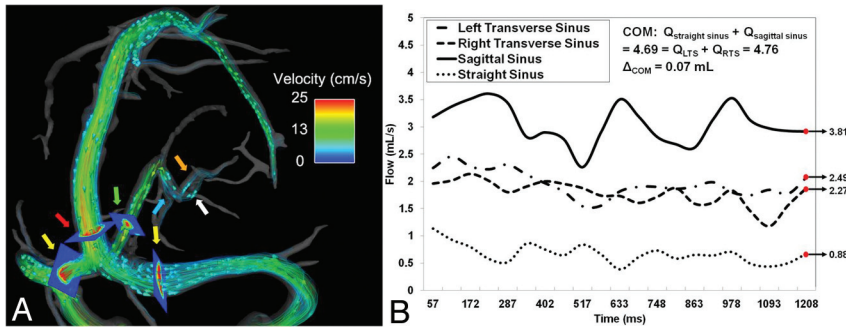 Velocity (cm/s)
25
13
0
A
Left Transverse Sinus
Right Transverse Sinus
Sagittal Sinus
Straight Sinus
COM: Qstraight sinus + Qsagittal sinus
= 4.69 = QLTS + QRTS = 4.76
ΔCOM = 0.07 mL
Flow (mL/s)
5
4.5
4
3.5
3
2.5
2
1.5
1
0.5
0
3.81
2.49
2.27
0.88
57 172 287 402 517 633 748 863 978 1093 1208
Time (ms)
B